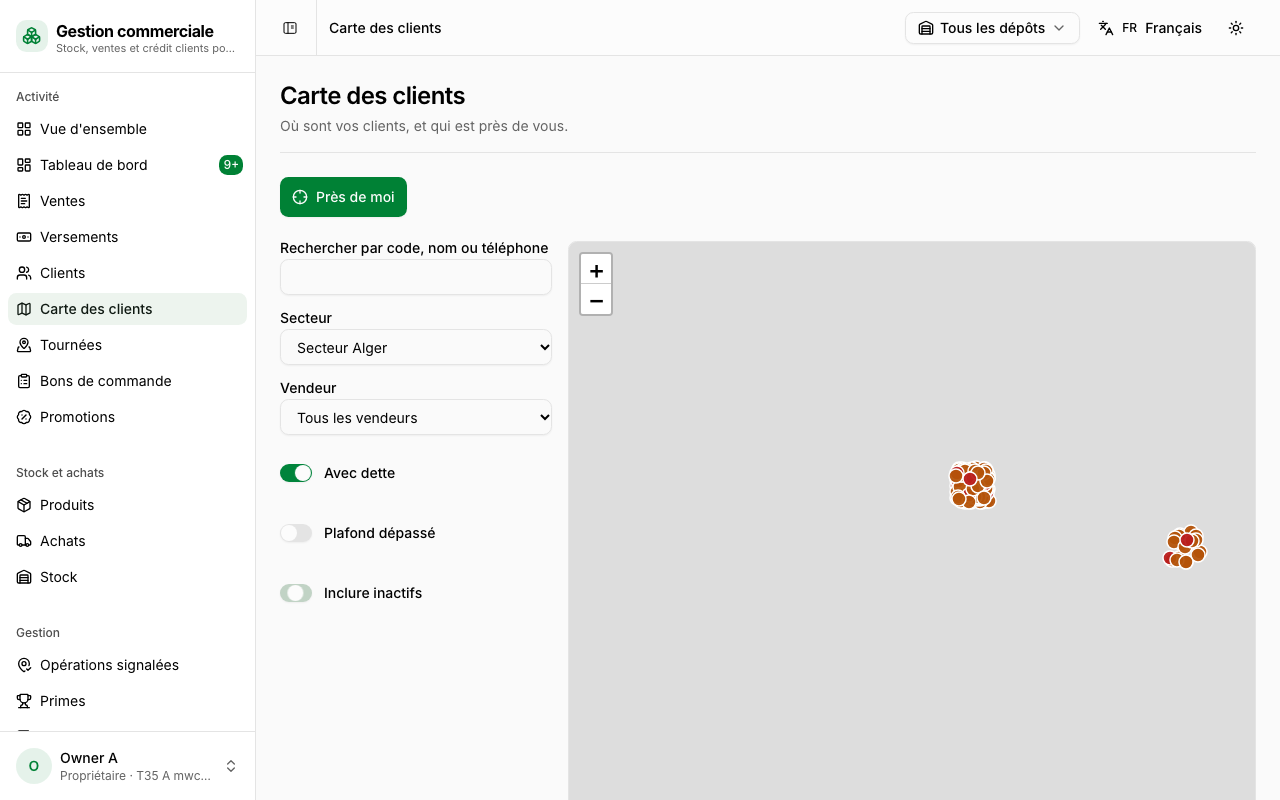 Gestion commerciale
Stock, ventes et crédit clients po...
Activité
Vue d'ensemble
Tableau de bord
9+
Ventes
Versements
Clients
Carte des clients
Tournées
Bons de commande
Promotions
Stock et achats
Produits
Achats
Stock
Gestion
Opérations signalées
Primes
O
Owner A
Propriétaire · T35 A mwc...
Carte des clients
Tous les dépôts
FR Français
Carte des clients
Où sont vos clients, et qui est près de vous.
Près de moi
Rechercher par code, nom ou téléphone
Secteur
Secteur Alger
Vendeur
Tous les vendeurs
Avec dette
Plafond dépassé
Inclure inactifs
+
−